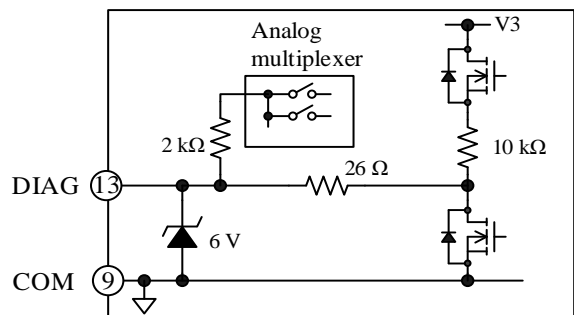 V3
Analog
multiplexer
2 kΩ
10 kΩ
26 Ω
DIAG 13
6 V
COM 9